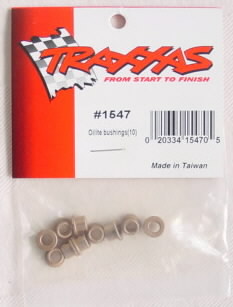 TRAXXAS
FROM START TO FINISH
#1547
Oilite bushings(10)
0 20334 15470 5
Made in Taiwan